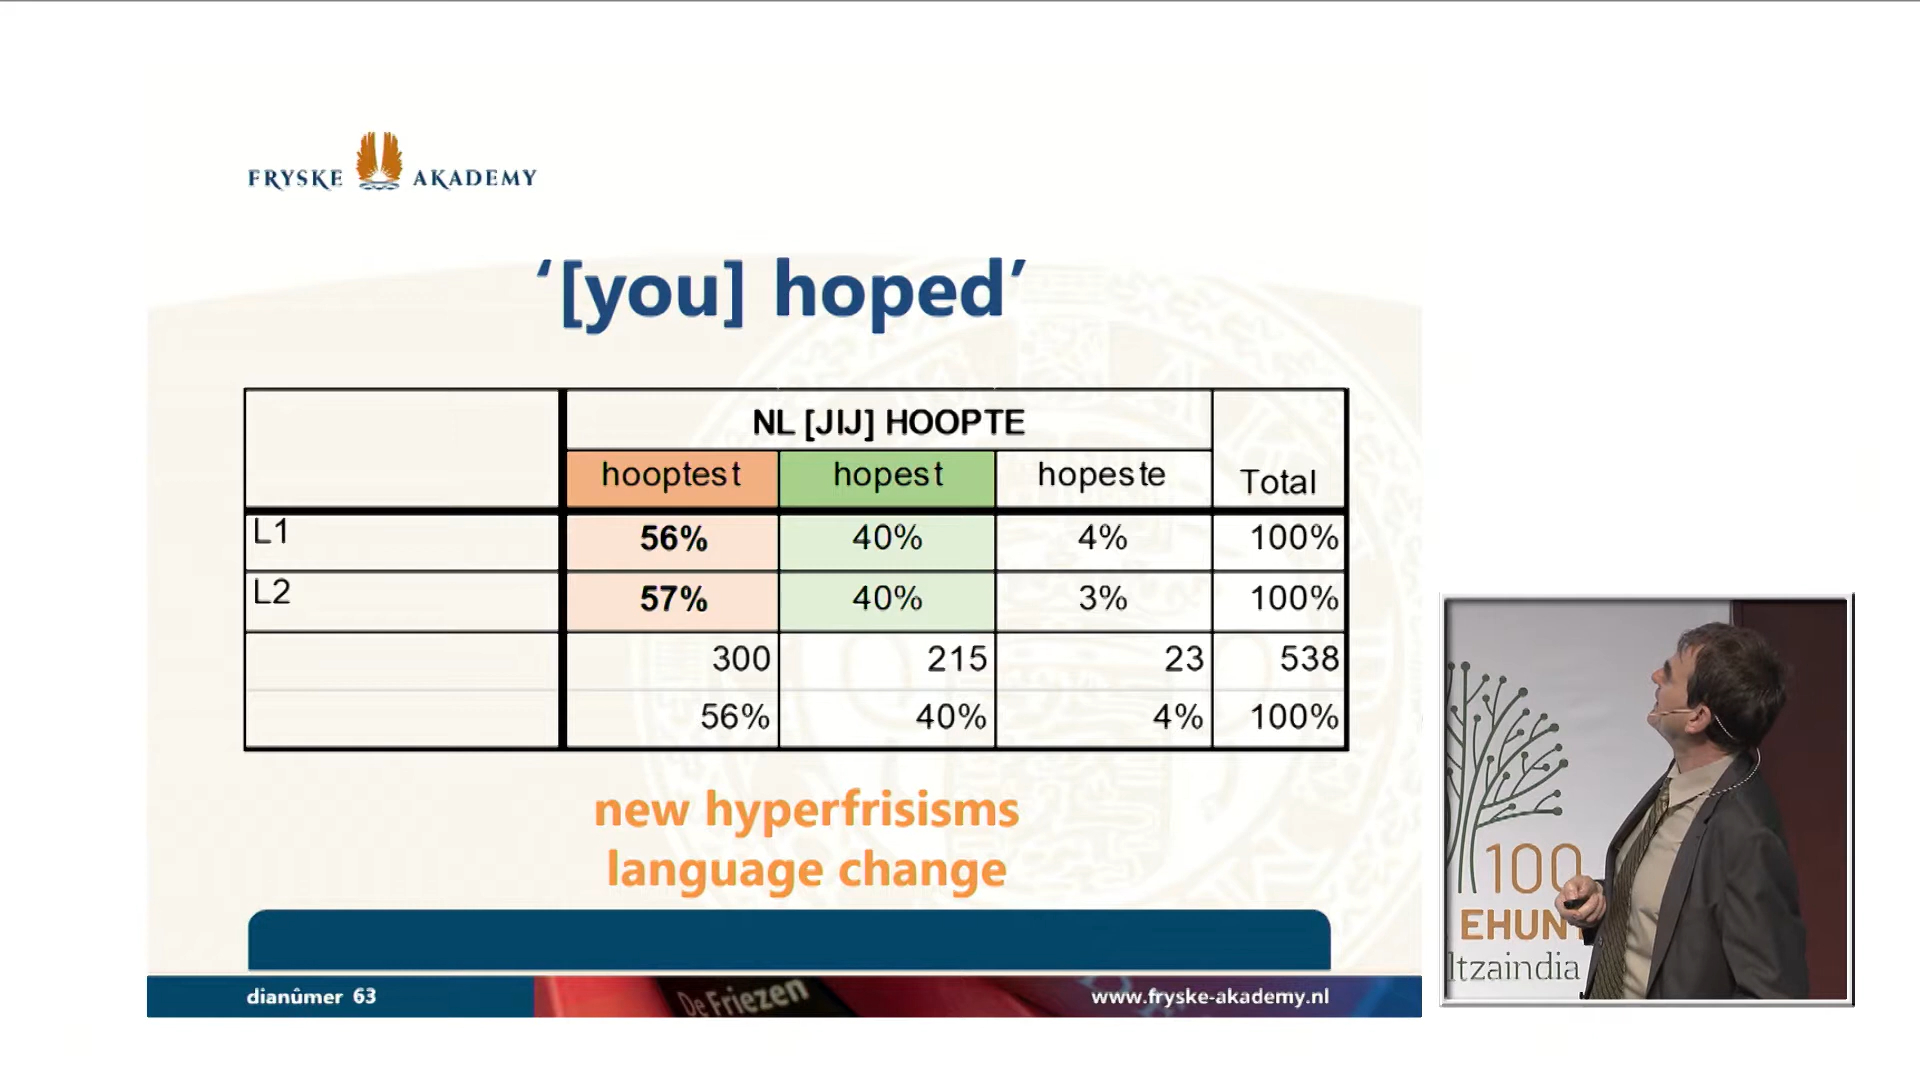 FRYSKE AKADEMY
‘[you] hoped’
NL [JIJ] HOOPTE
hooptest hopest hopeste Total
L1 56% 40% 4% 100%
L2 57% 40% 3% 100%
300 215 23 538
56% 40% 4% 100%
new hyperfrisisms
language change
dianûmer 63
De Friezen
www.fryske-akademy.nl
100
EHUN
ltzaindia